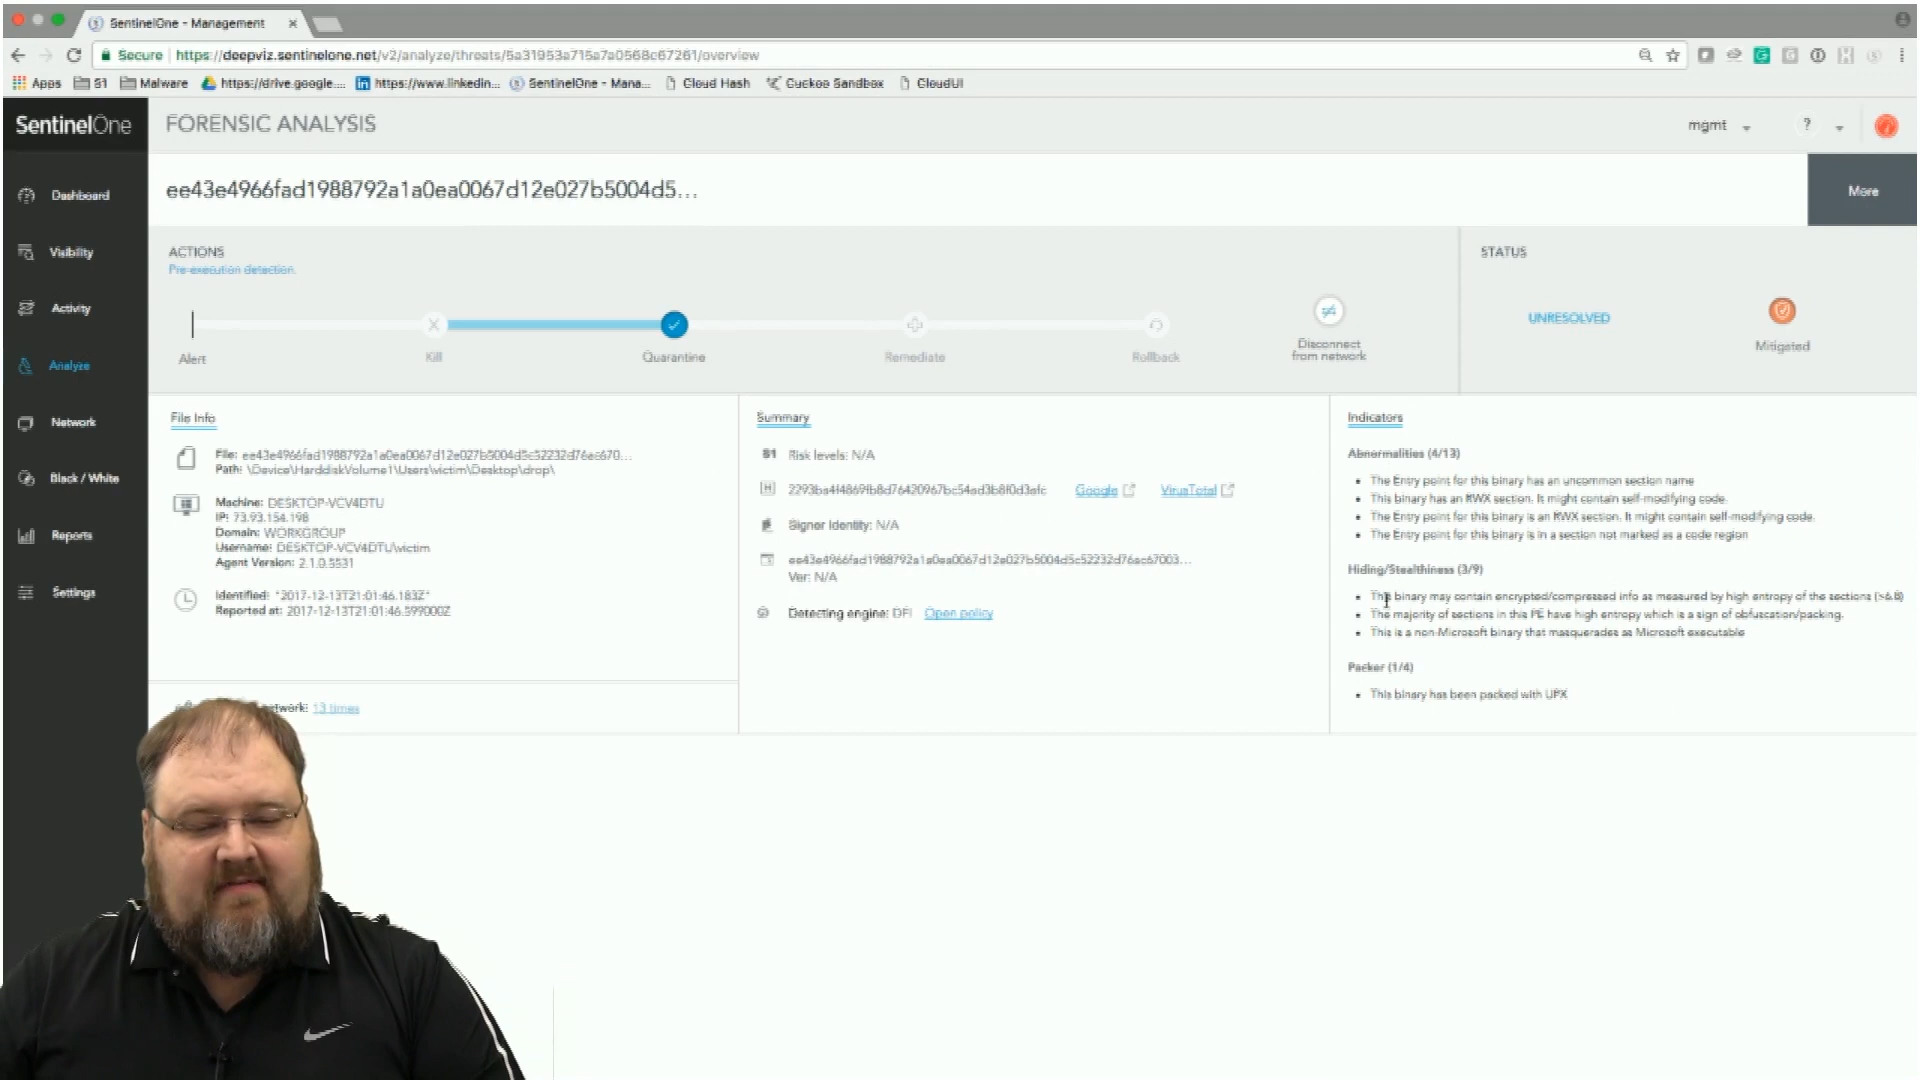 SentinelOne - Management
Secure https://deepviz.sentinelone.net/v2/analyze/threats/5a31953a715a7a0568c67261/overview
Apps S1 Malware https://drive.google.... https://www.linkedin... SentinelOne - Mana... Cloud Hash Cuckoo Sandbox CloudUI
SentinelOne
FORENSIC ANALYSIS
mgmt ?
ee43e4966fad1988792a1a0ea0067d12e027b5004d5...
More
Dashboard
Visibility
Activity
Analyze
Network
Black / White
Reports
Settings
ACTIONS
Pre-execution detection.
Alert
Kill
Quarantine
Remediate
Rollback
Disconnect
from network
STATUS
UNRESOLVED
Mitigated
File Info
File: ee43e4966fad1988792a1a0ea0067d12e027b5004d5c52232d76ac670...
Path: \Device\HarddiskVolume1\Users\victim\Desktop\drop\
Machine: DESKTOP-VCV4DTU
IP: 73.93.154.198
Domain: WORKGROUP
Username: DESKTOP-VCV4DTU\victim
Agent Version: 2.1.0.5531
Identified: "2017-12-13T21:01:46.183Z"
Reported at: 2017-12-13T21:01:46.399000Z
network: 13 times
Summary
S1 Risk levels: N/A
Google VirusTotal
Signer Identity: N/A
ee43e4966fad1988792a1a0ea0067d12e027b5004d5c52232d76ac67003...
Ver: N/A
Detecting engine: DFI Open policy
Indicators
Abnormalities (4/13)
• The Entry point for this binary has an uncommon section name
• This binary has an RWX section. It might contain self-modifying code.
• The Entry point for this binary is an RWX section. It might contain self-modifying code.
• The Entry point for this binary is in a section not marked as a code region
Hiding/Stealthiness (3/9)
• This binary may contain encrypted/compressed info as measured by high entropy of the sections (>6.8)
• The majority of sections in this PE have high entropy which is a sign of obfuscation/packing.
• This is a non-Microsoft binary that masquerades as Microsoft executable
Packer (1/4)
• This binary has been packed with UPX